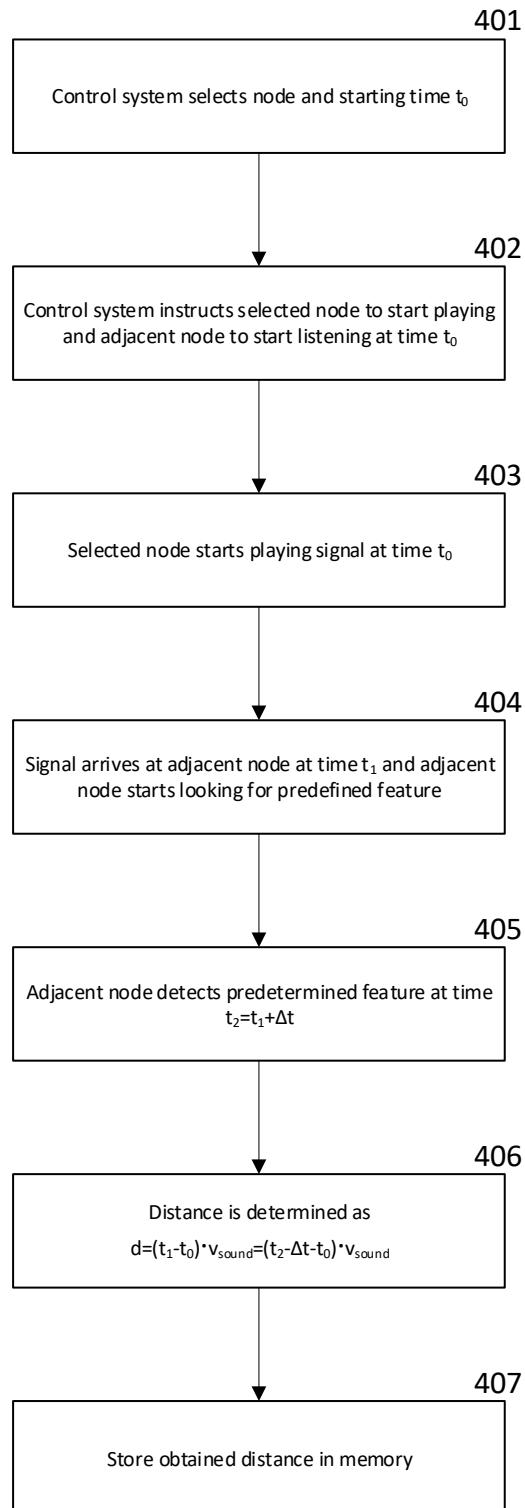 401
Control system selects node and starting time t₀
402
Control system instructs selected node to start playing
and adjacent node to start listening at time t₀
403
Selected node starts playing signal at time t₀
404
Signal arrives at adjacent node at time t₁ and adjacent
node starts looking for predefined feature
405
Adjacent node detects predetermined feature at time
t₂=t₁+Δt
406
Distance is determined as
d=(t₁-t₀)·vsound=(t₂-Δt-t₀)·vsound
407
Store obtained distance in memory